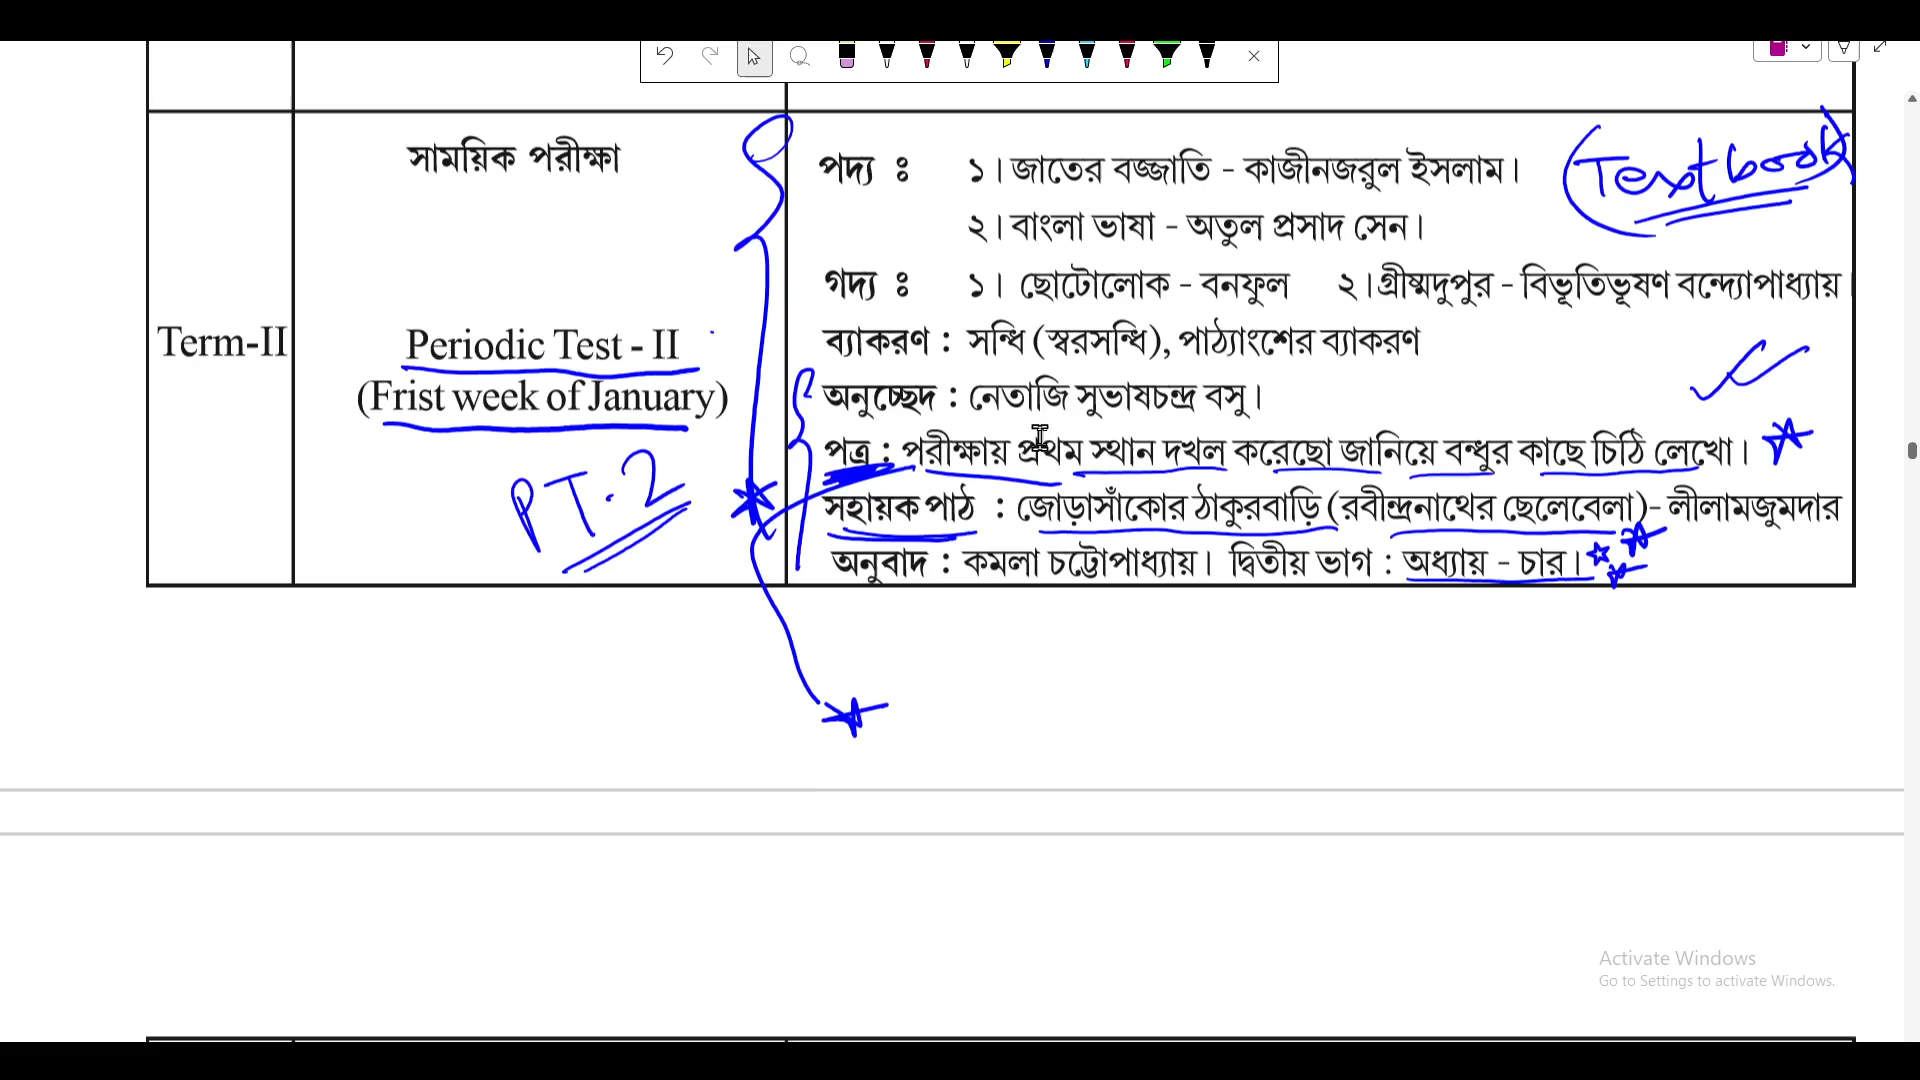 সাময়িক পরীক্ষা
পদ্য ঃ ১। জাতের বজ্জাতি - কাজীনজরুল ইসলাম।
(Textbook)
২। বাংলা ভাষা - অতুল প্রসাদ সেন।
গদ্য ঃ ১। ছোটোলোক - বনফুল ২। গ্রীষ্মদুপুর - বিভূতিভূষণ বন্দ্যোপাধ্যায়।
Term-II
Periodic Test - II
ব্যাকরণ : সন্ধি (স্বরসন্ধি), পাঠ্যাংশের ব্যাকরণ
(Frist week of January)
অনুচ্ছেদ : নেতাজি সুভাষচন্দ্র বসু।
পত্র : পরীক্ষায় প্রথম স্থান দখল করেছো জানিয়ে বন্ধুর কাছে চিঠি লেখো।
PT.2
সহায়ক পাঠ : জোড়াসাঁকোর ঠাকুরবাড়ি (রবীন্দ্রনাথের ছেলেবেলা)- লীলামজুমদার
অনুবাদ : কমলা চট্টোপাধ্যায়। দ্বিতীয় ভাগ : অধ্যায় - চার।
Activate Windows
Go to Settings to activate Windows.